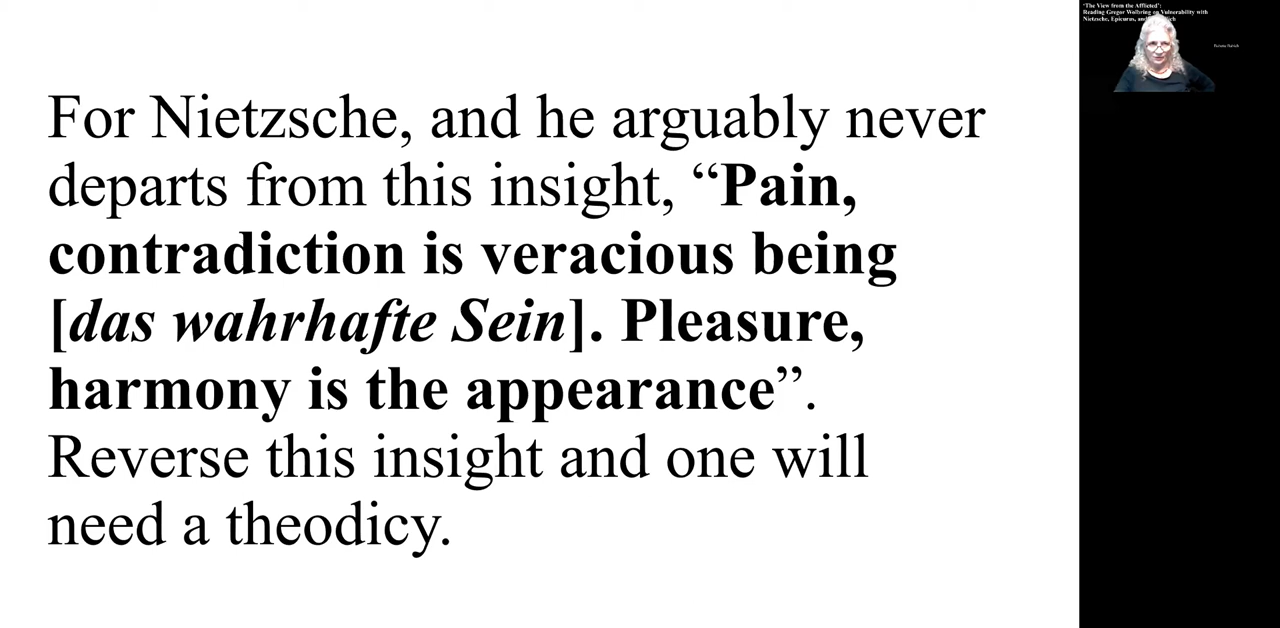 For Nietzsche, and he arguably never
departs from this insight, “Pain,
contradiction is veracious being
[das wahrhafte Sein]. Pleasure,
harmony is the appearance”.
Reverse this insight and one will
need a theodicy.
‘The View from the Afflicted’:
Reading Gregor Wolbring on Vulnerability with
Nietzsche, Epicurus, and